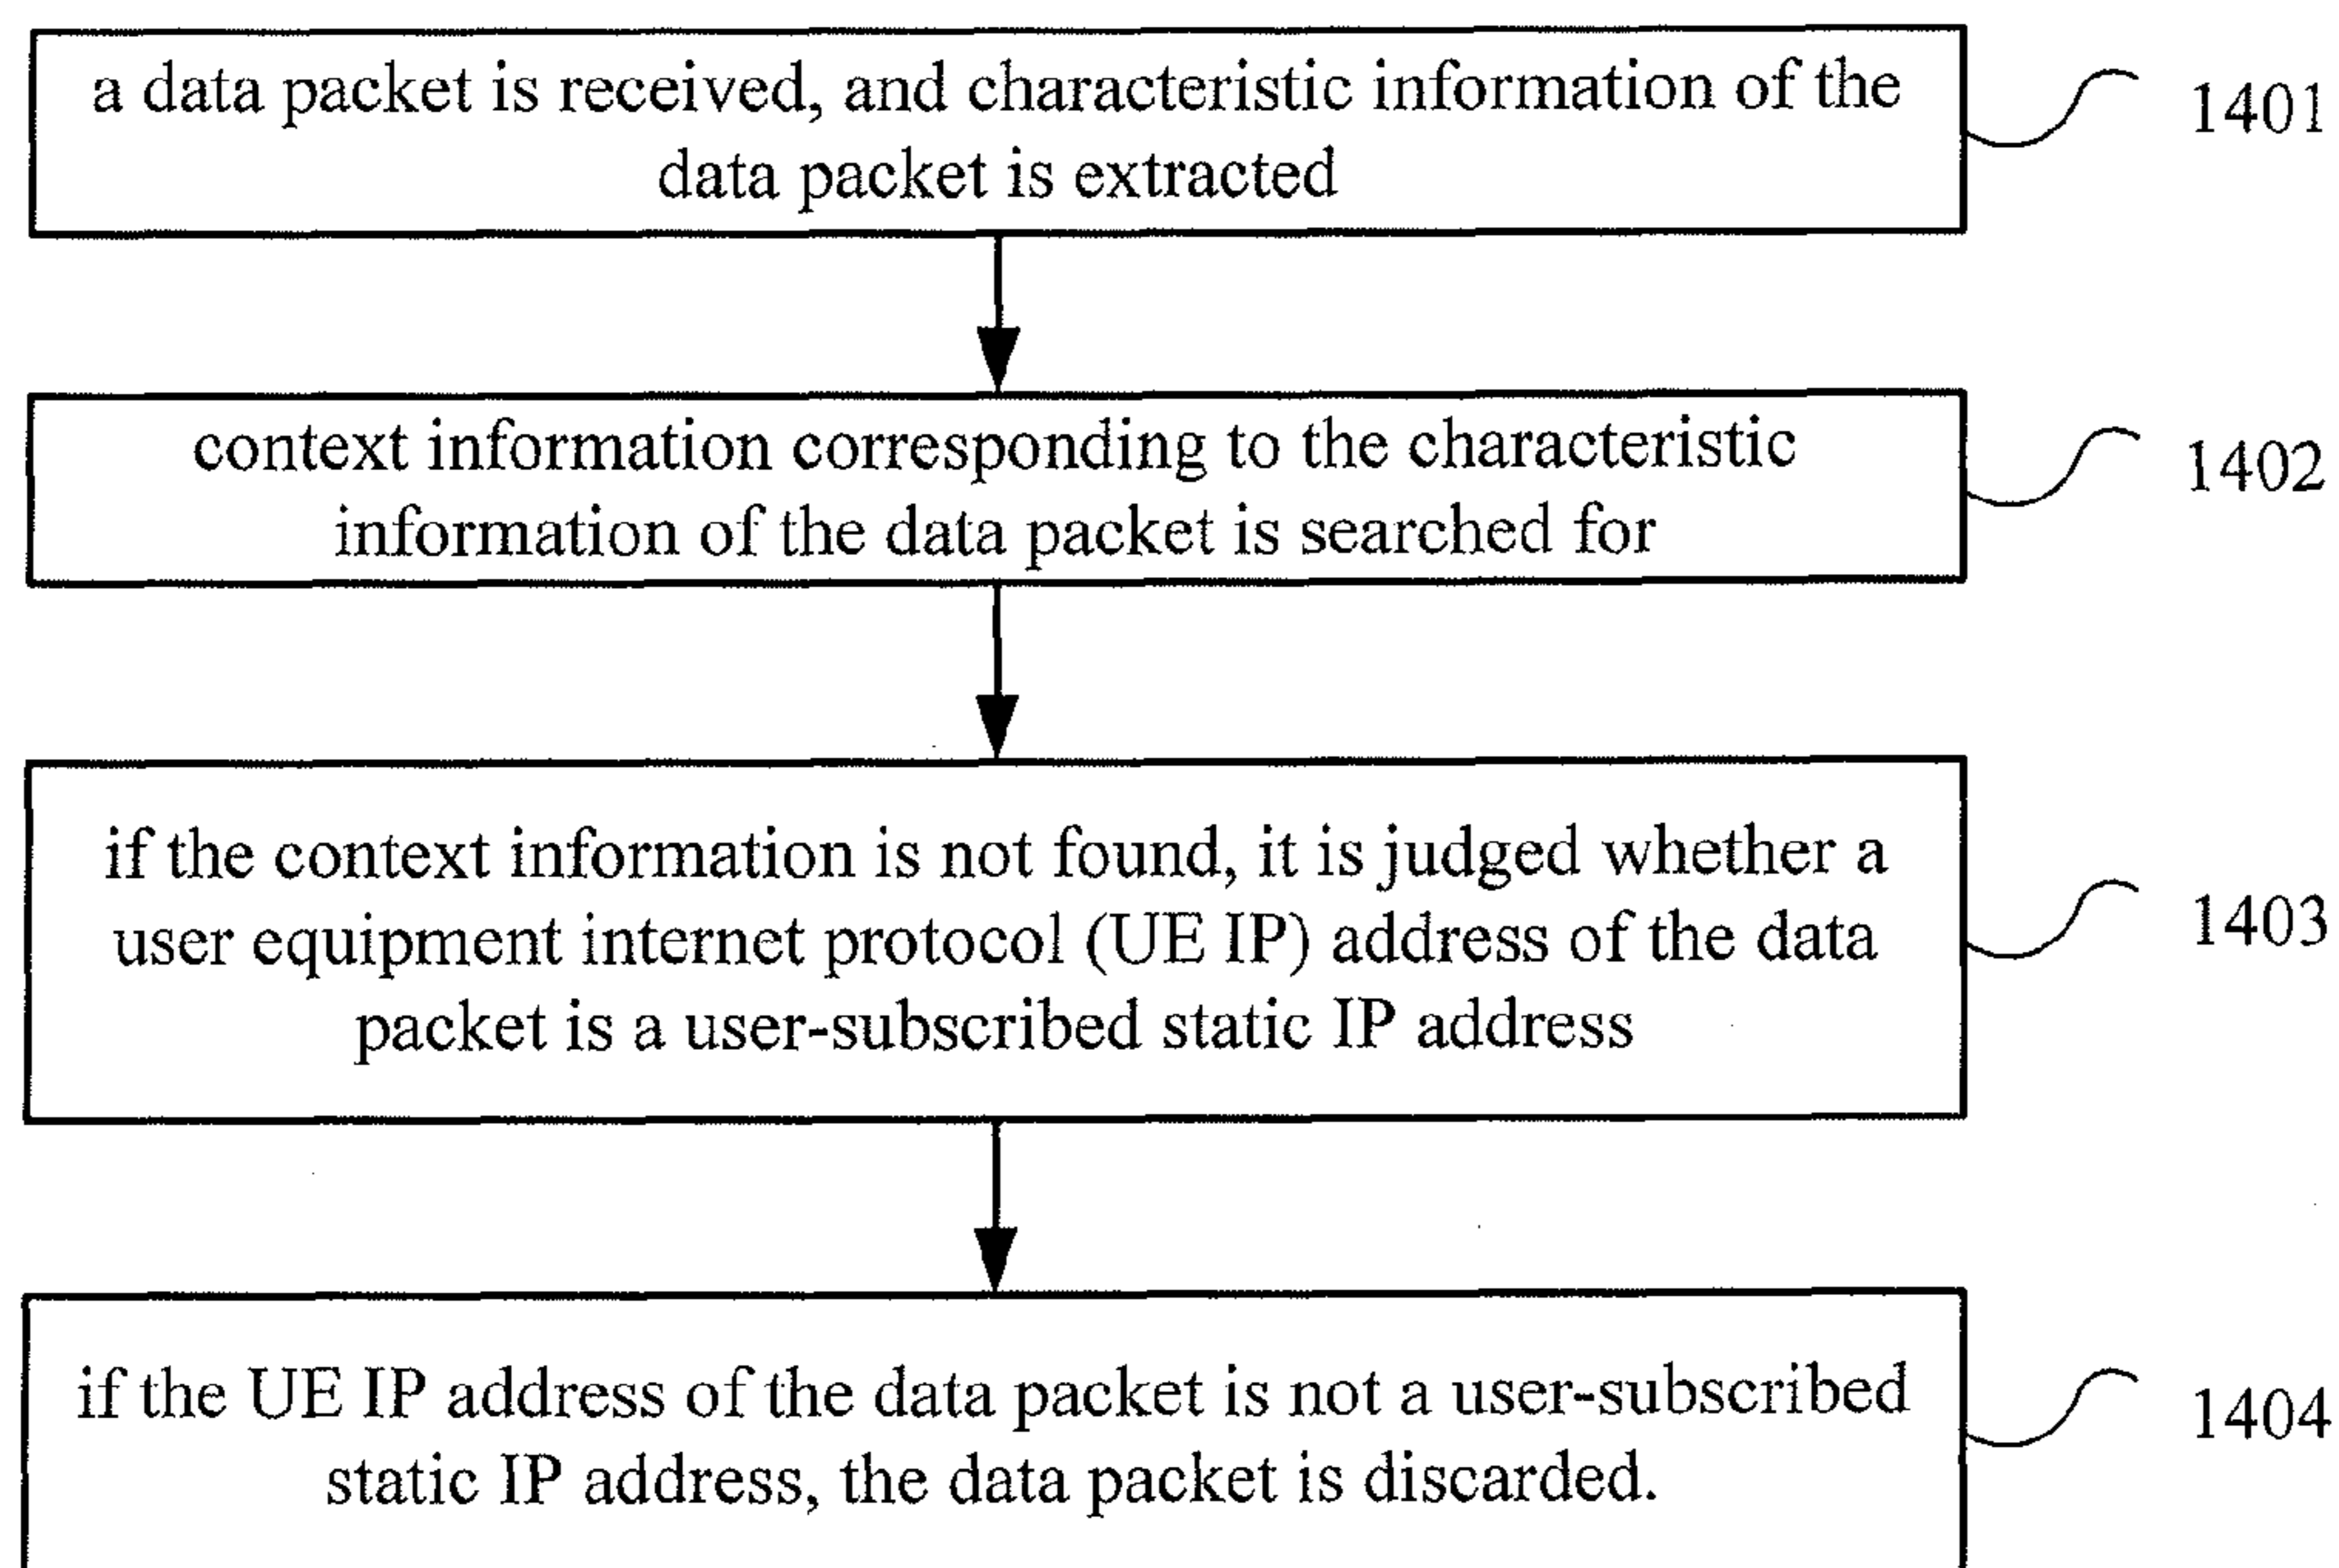 a data packet is received, and characteristic information of the
data packet is extracted
1401
context information corresponding to the characteristic
information of the data packet is searched for
1402
if the context information is not found, it is judged whether a
user equipment internet protocol (UE IP) address of the data
packet is a user-subscribed static IP address
1403
if the UE IP address of the data packet is not a user-subscribed
static IP address, the data packet is discarded.
1404